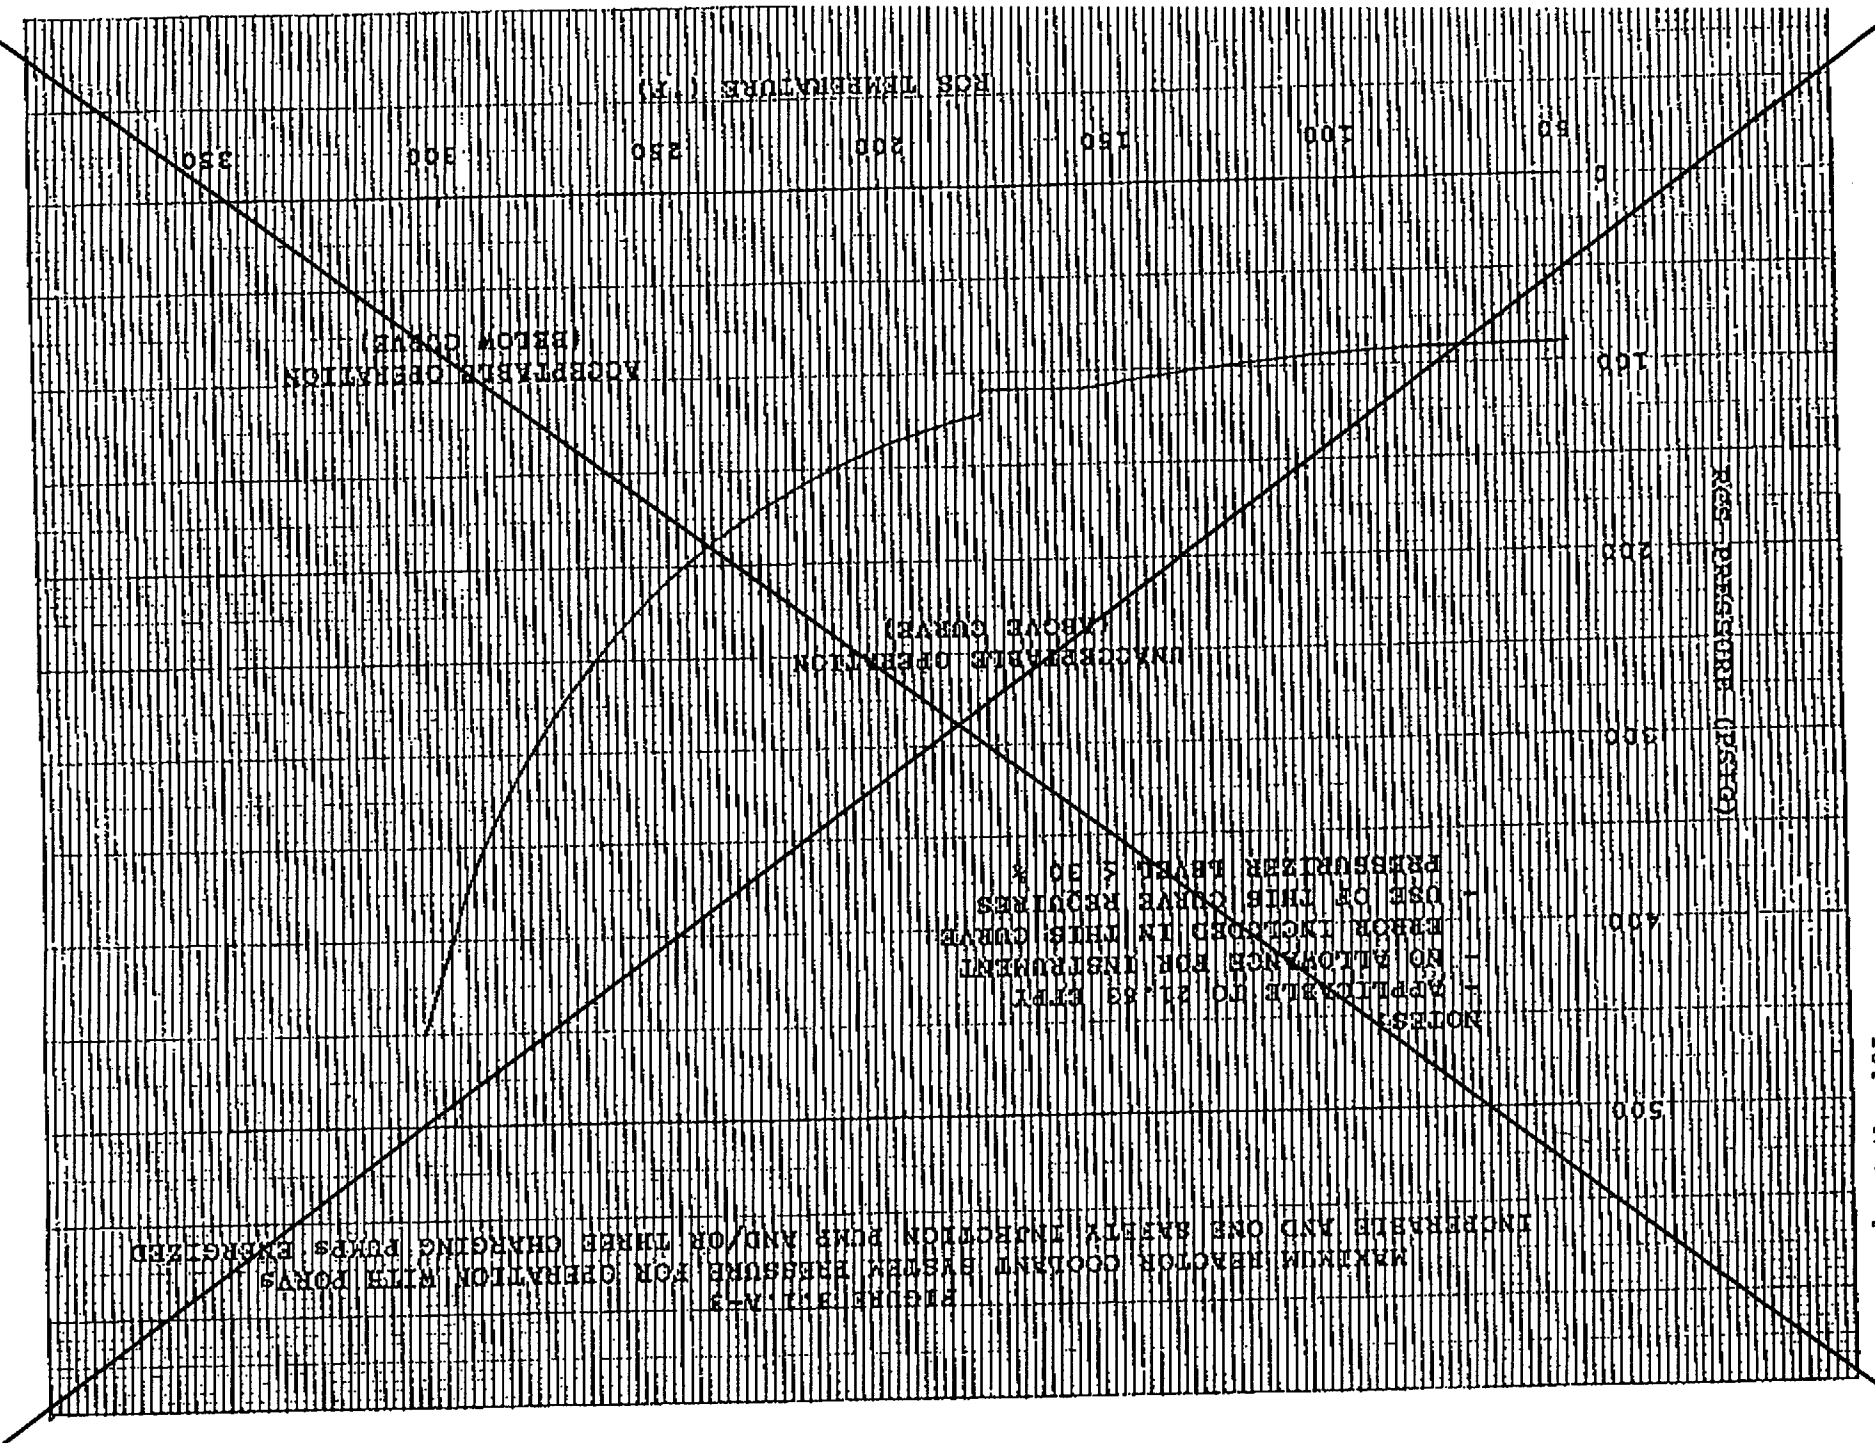 FIGURE 3.1.A-3
MAXIMUM REACTOR COOLANT SYSTEM PRESSURE FOR OPERATION WITH PORVs
INOPERABLE AND ONE SAFETY INJECTION PUMP AND/OR THREE CHARGING PUMPS ENERGIZED
500
NOTES:
- APPLICABLE TO 21.63 EFPY
- NO ALLOWANCE FOR INSTRUMENT
ERROR INCLUDED IN THIS CURVE
- USE OF THIS CURVE REQUIRES
PRESSURIZER LEVEL < 30 %
400
300
RCS PRESSURE (PSIG)
UNACCEPTABLE OPERATION
(ABOVE CURVE)
200
100
ACCEPTABLE OPERATION
(BELOW CURVE)
0
50 100 150 200 250 300 350
RCS TEMPERATURE (°F)